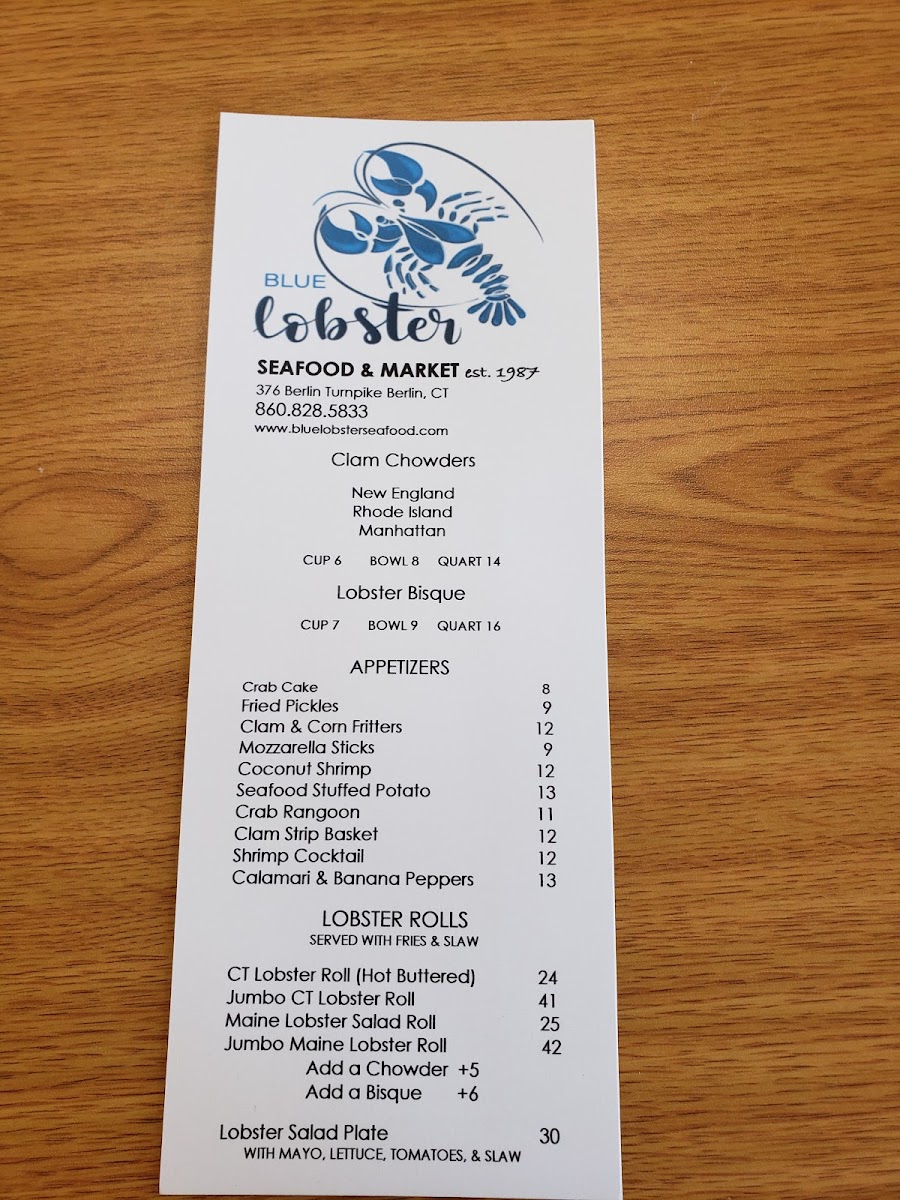 BLUE
lobster
SEAFOOD & MARKET est. 1987
376 Berlin Turnpike Berlin, CT
860.828.5833
www.bluelobsterseafood.com
Clam Chowders
New England
Rhode Island
Manhattan
CUP 6 BOWL 8 QUART 14
Lobster Bisque
CUP 7 BOWL 9 QUART 16
APPETIZERS
Crab Cake 8
Fried Pickles 9
Clam & Corn Fritters 12
Mozzarella Sticks 9
Coconut Shrimp 12
Seafood Stuffed Potato 13
Crab Rangoon 11
Clam Strip Basket 12
Shrimp Cocktail 12
Calamari & Banana Peppers 13
LOBSTER ROLLS
SERVED WITH FRIES & SLAW
CT Lobster Roll (Hot Buttered) 24
Jumbo CT Lobster Roll 41
Maine Lobster Salad Roll 25
Jumbo Maine Lobster Roll 42
Add a Chowder +5
Add a Bisque +6
Lobster Salad Plate 30
WITH MAYO, LETTUCE, TOMATOES, & SLAW